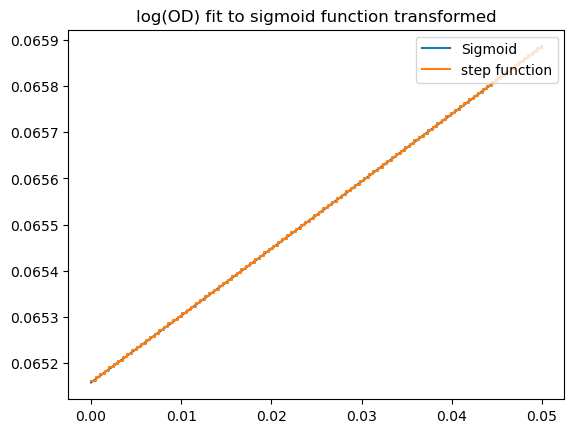 log(OD) fit to sigmoid function transformed
Sigmoid
step function
0.0659
0.0658
0.0657
0.0656
0.0655
0.0654
0.0653
0.0652
0.00 0.01 0.02 0.03 0.04 0.05